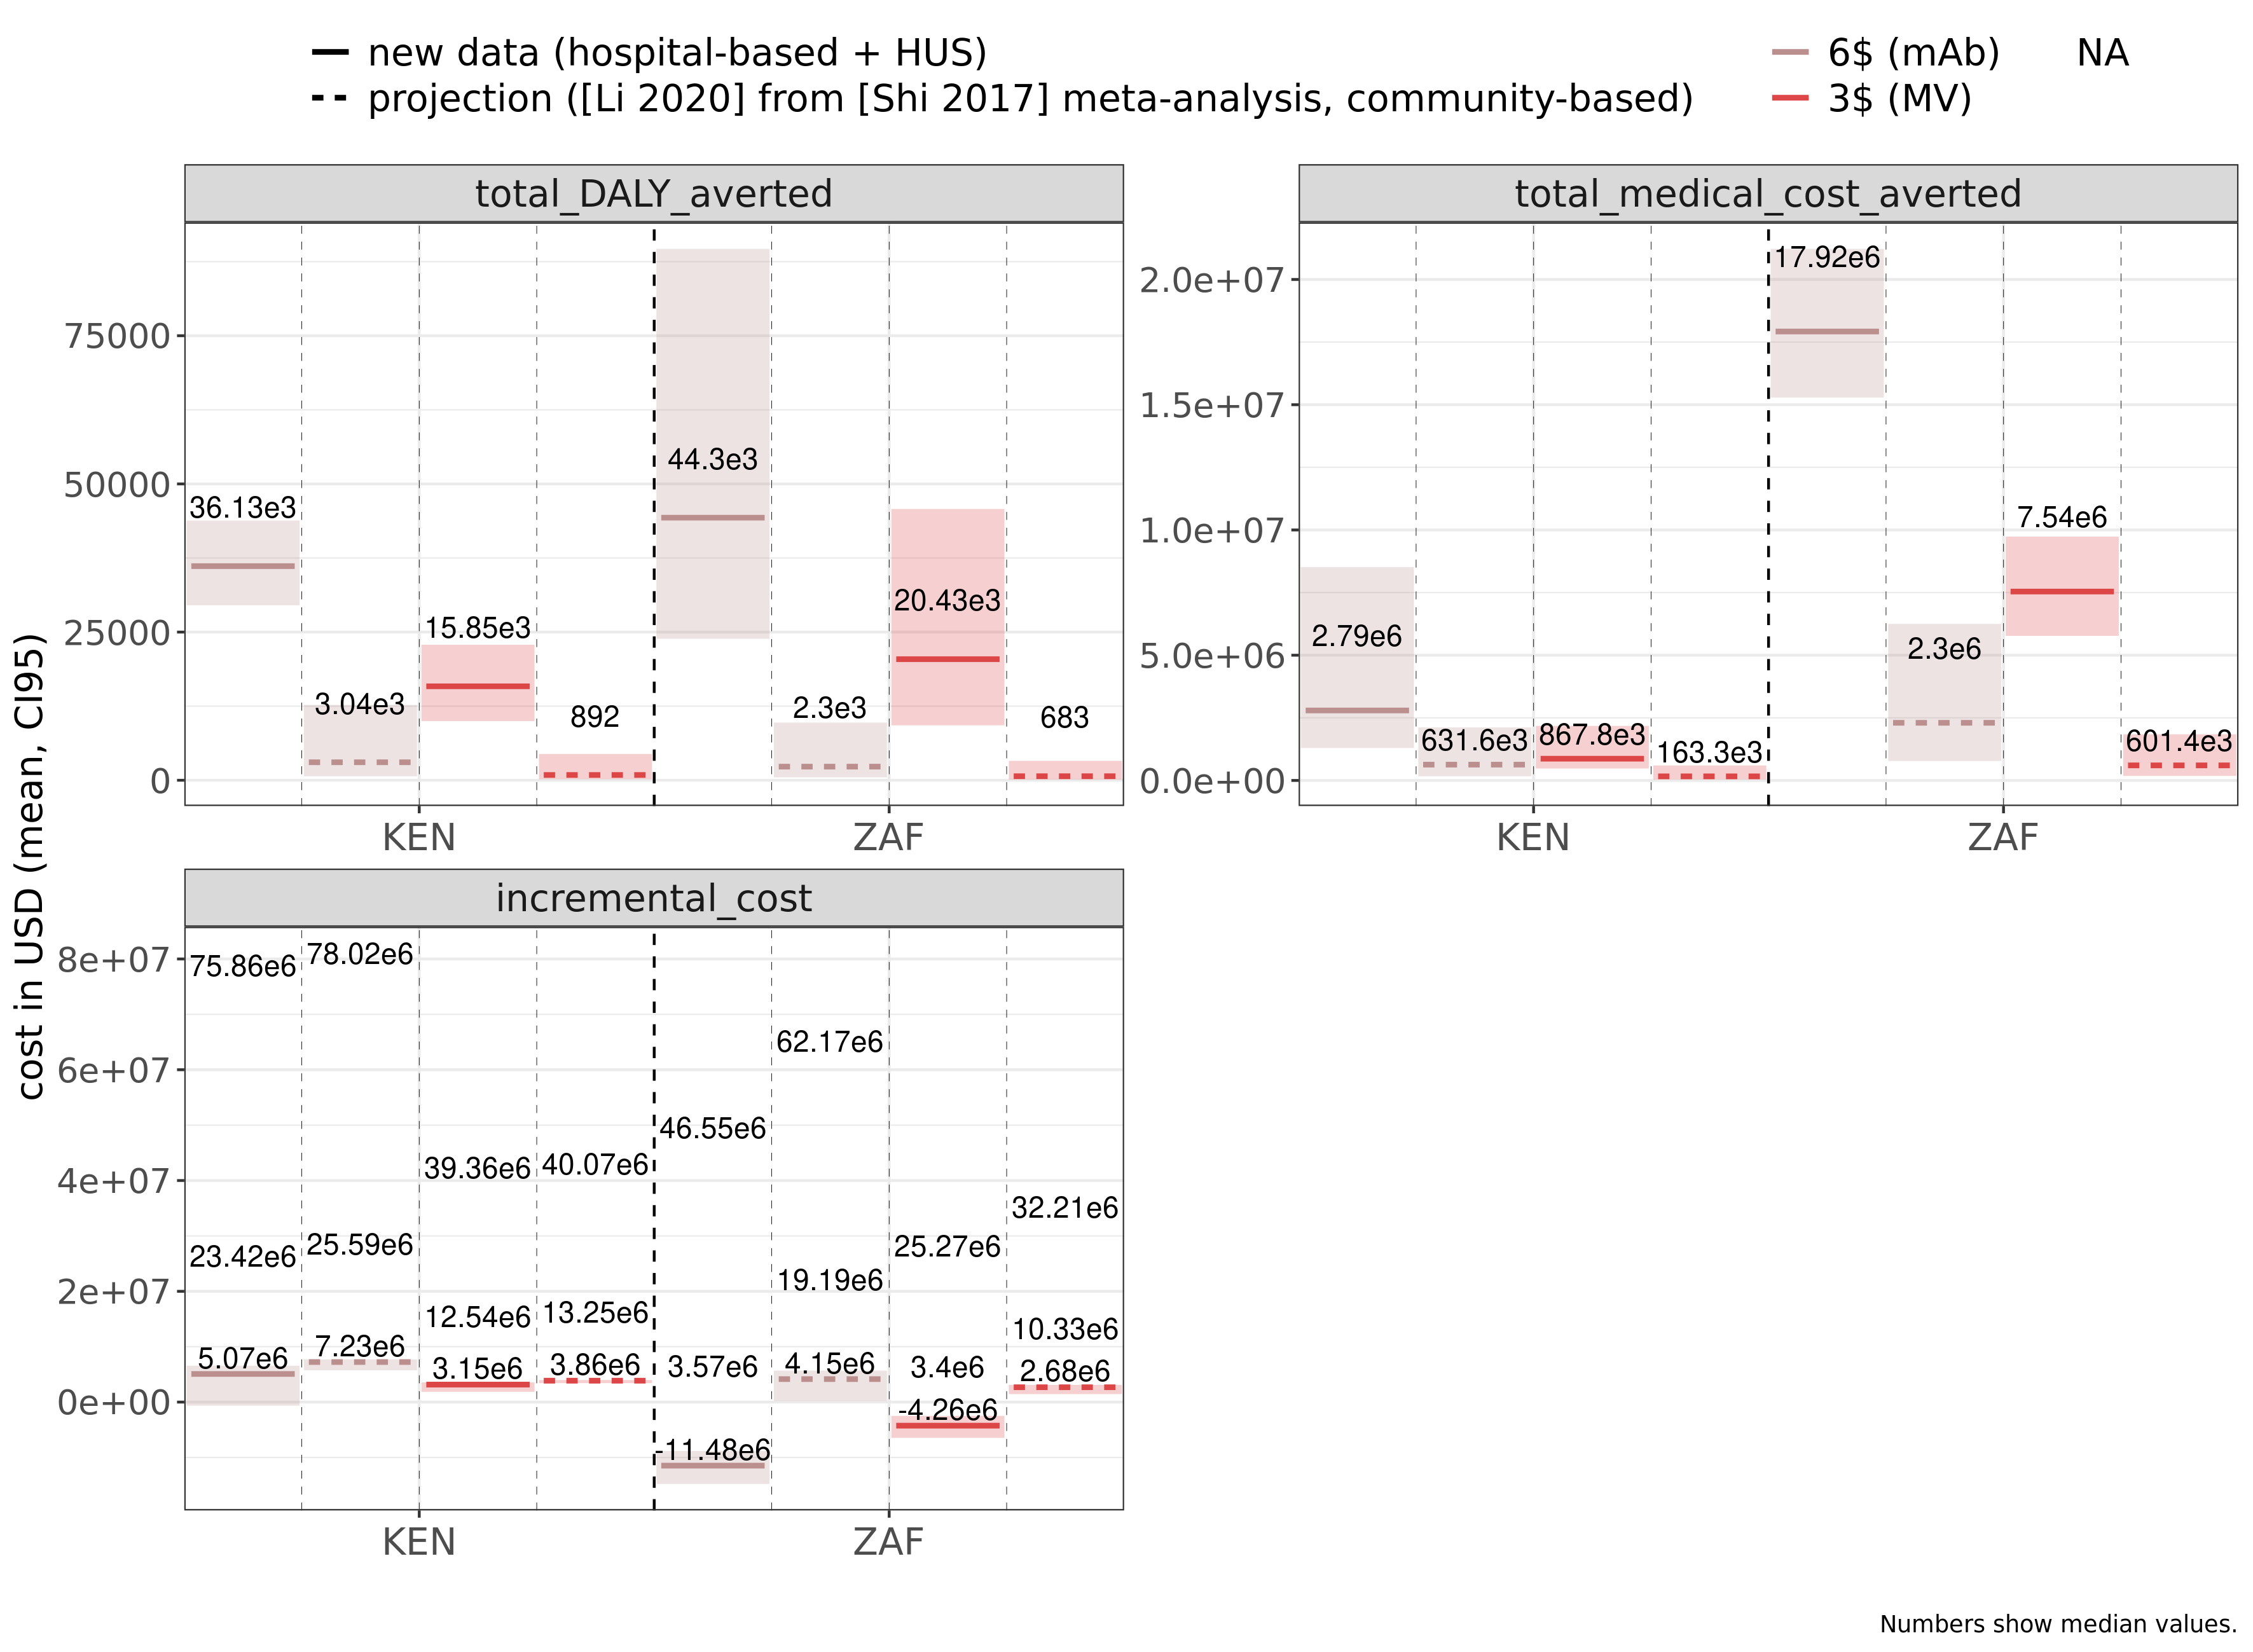 new data (hospital-based + HUS)
projection ([Li 2020] from [Shi 2017] meta-analysis, community-based)
6$ (mAb)
3$ (MV)
NA
cost in USD (mean, CI95)
total_DALY_averted
75000
50000
25000
0
36.13e3
3.04e3
15.85e3
892
44.3e3
2.3e3
20.43e3
683
KEN
ZAF
total_medical_cost_averted
2.0e+07
1.5e+07
1.0e+07
5.0e+06
0.0e+00
2.79e6
631.6e3
867.8e3
163.3e3
17.92e6
2.3e6
7.54e6
601.4e3
KEN
ZAF
incremental_cost
8e+07
6e+07
4e+07
2e+07
0e+00
75.86e6
78.02e6
62.17e6
46.55e6
39.36e6
40.07e6
32.21e6
23.42e6
25.59e6
25.27e6
19.19e6
12.54e6
13.25e6
10.33e6
5.07e6
7.23e6
3.15e6
3.86e6
3.57e6
4.15e6
3.4e6
2.68e6
-4.26e6
-11.48e6
KEN
ZAF
Numbers show median values.